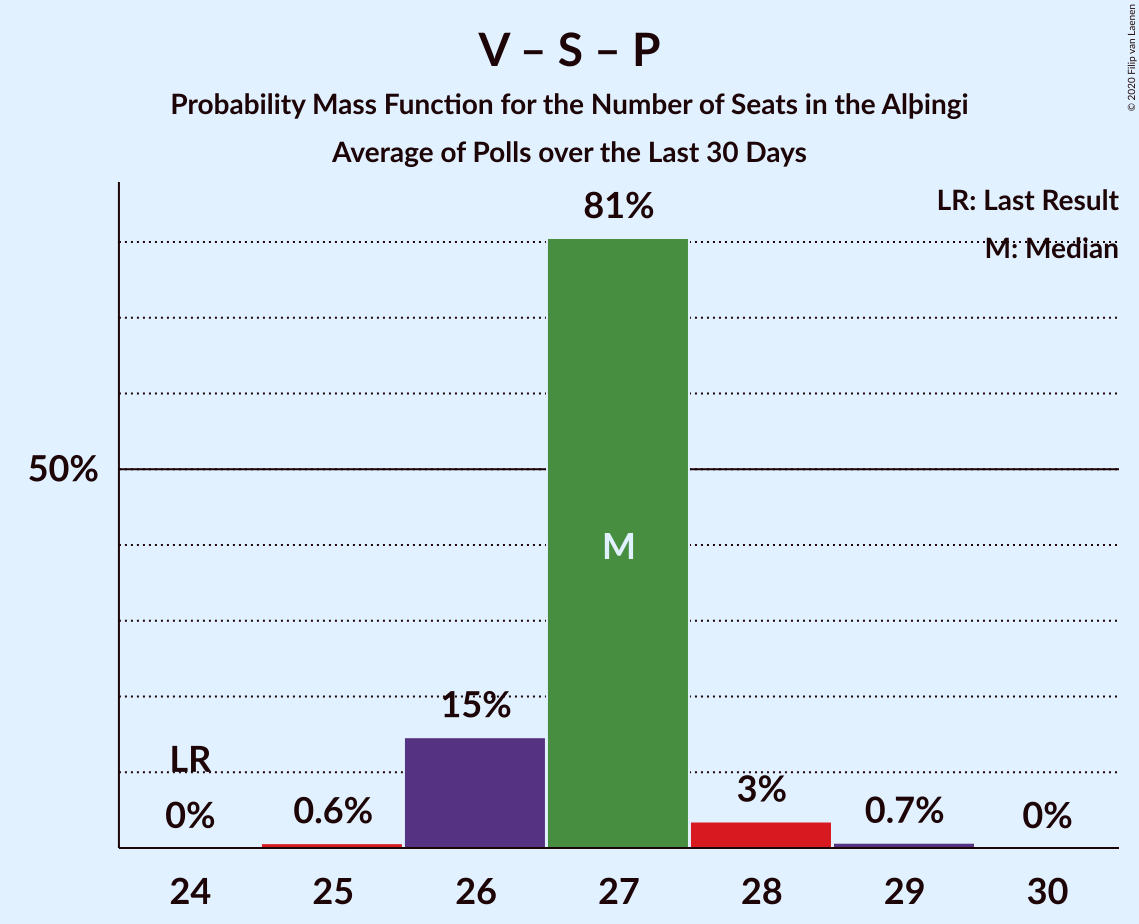 V – S – P
Probability Mass Function for the Number of Seats in the Alþingi
Average of Polls over the Last 30 Days
© 2020 Filip van Laenen
LR: Last Result
M: Median
81%
50%
M
15%
LR
0%
0.6%
3%
0.7%
0%
24 25 26 27 28 29 30